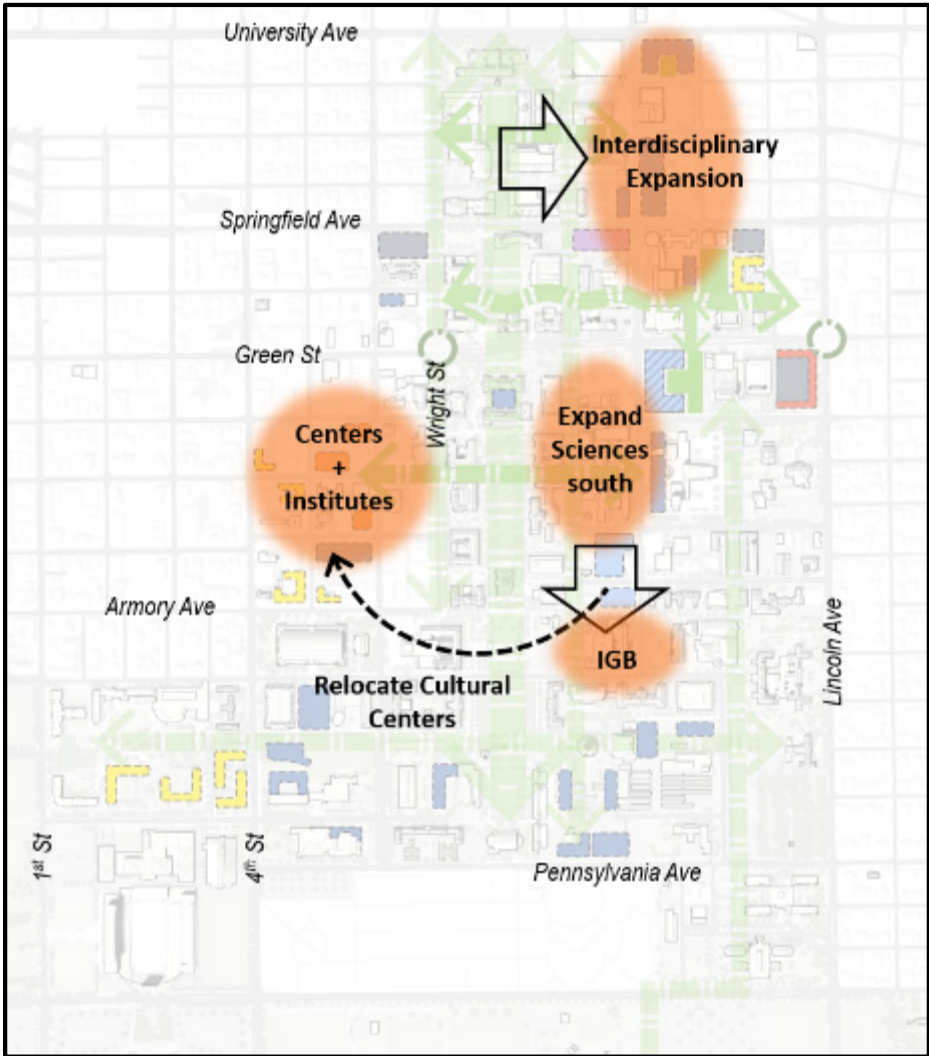 University Ave
Interdisciplinary
Expansion
Springfield Ave
Green St
Wright St
Centers
+
Institutes
Expand
Sciences
south
Armory Ave
IGB
Lincoln Ave
Relocate Cultural
Centers
1st St
4th St
Pennsylvania Ave